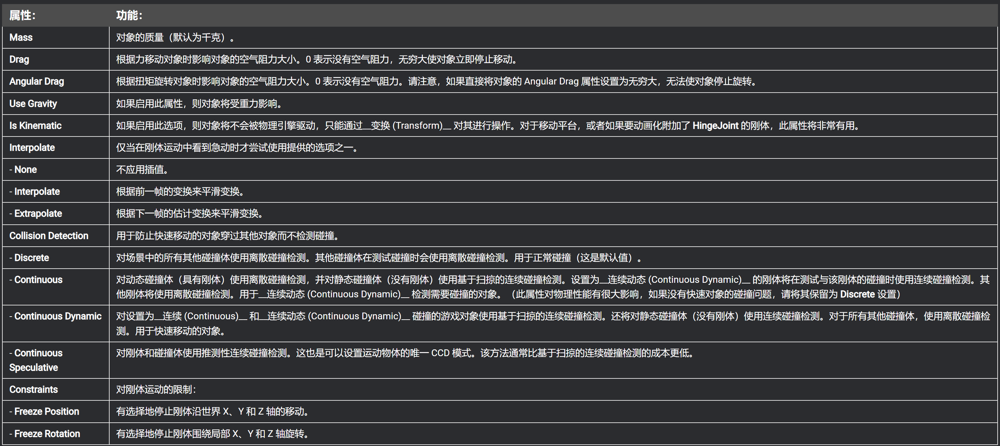 属性： 功能：
Mass 对象的质量（默认为千克）。
Drag 根据力移动对象时影响对象的空气阻力大小。0 表示没有空气阻力，无穷大使对象立即停止移动。
Angular Drag 根据扭矩旋转对象时影响对象的空气阻力大小。0 表示没有空气阻力。请注意，如果直接将对象的 Angular Drag 属性设置为无穷大，无法使对象停止旋转。
Use Gravity 如果启用此属性，则对象将受重力影响。
Is Kinematic 如果启用此选项，则对象将不会被物理引擎驱动，只能通过__变换 (Transform)__ 对其进行操作。对于移动平台，或者如果要动画化附加了 HingeJoint 的刚体，此属性将非常有用。
Interpolate 仅当在刚体运动中看到急动时才尝试使用提供的选项之一。
- None 不应用插值。
- Interpolate 根据前一帧的变换来平滑变换。
- Extrapolate 根据下一帧的估计变换来平滑变换。
Collision Detection 用于防止快速移动的对象穿过其他对象而不检测碰撞。
- Discrete 对场景中的所有其他碰撞体使用离散碰撞检测。其他碰撞体在测试碰撞时会使用离散碰撞检测。用于正常碰撞（这是默认值）。
- Continuous 对动态碰撞体（具有刚体）使用离散碰撞检测，并对静态碰撞体（没有刚体）使用基于扫掠的连续碰撞检测。设置为__连续动态 (Continuous Dynamic)__ 的刚体将在测试与该刚体的碰撞时使用连续碰撞检测。其
他刚体将使用离散碰撞检测。用于__连续动态 (Continuous Dynamic)__ 检测需要碰撞的对象。（此属性对物理性能有很大影响，如果没有快速对象的碰撞问题，请将其保留为 Discrete 设置）
- Continuous Dynamic 对设置为__连续 (Continuous)__ 和__连续动态 (Continuous Dynamic)__ 碰撞的游戏对象使用基于扫掠的连续碰撞检测。还将对静态碰撞体（没有刚体）使用连续碰撞检测。对于所有其他碰撞体，使用离散碰撞检
测。用于快速移动的对象。
- Continuous 对刚体和碰撞体使用推测性连续碰撞检测。这也是可以设置运动物体的唯一 CCD 模式。该方法通常比基于扫掠的连续碰撞检测的成本更低。
Speculative
Constraints 对刚体运动的限制：
- Freeze Position 有选择地停止刚体沿世界 X、Y 和 Z 轴的移动。
- Freeze Rotation 有选择地停止刚体围绕局部 X、Y 和 Z 轴旋转。